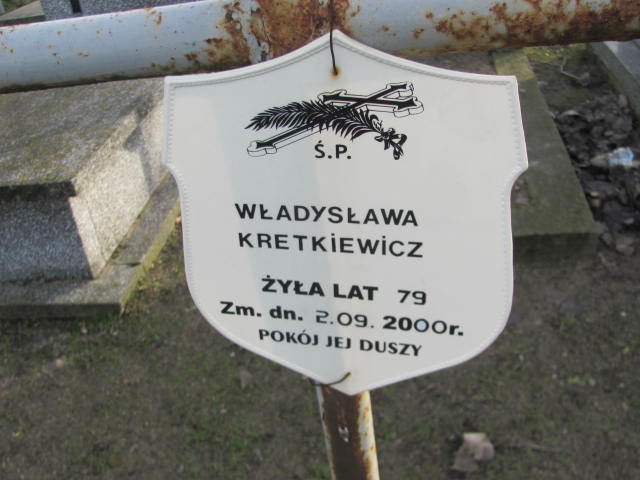 Ś.P.
WŁADYSŁAWA
KRETKIEWICZ
ŻYŁA LAT 79
Zm. dn. 2.09. 2000r.
POKÓJ JEJ DUSZY